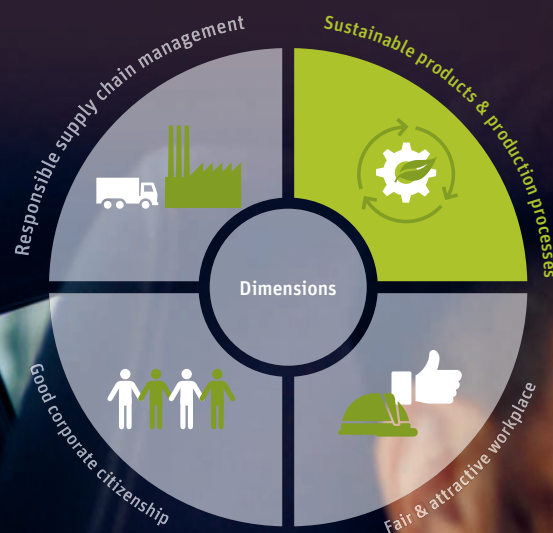 Responsible supply chain management
Sustainable products & production processes
Dimensions
Good corporate citizenship
Fair & attractive workplace